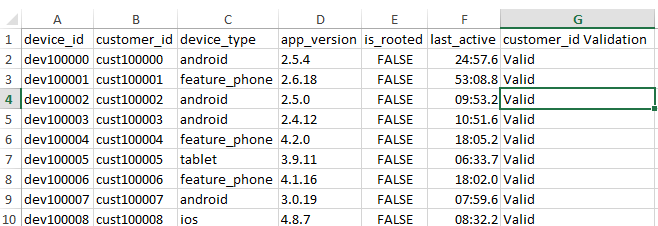 A B C D E F G
1 device_id customer_id device_type app_version is_rooted last_active customer_id Validation
2 dev100000 cust100000 android 2.5.4 FALSE 24:57.6 Valid
3 dev100001 cust100001 feature_phone 2.6.18 FALSE 53:08.8 Valid
4 dev100002 cust100002 android 2.5.0 FALSE 09:53.2 Valid
5 dev100003 cust100003 android 2.4.12 FALSE 10:51.6 Valid
6 dev100004 cust100004 feature_phone 4.2.0 FALSE 18:05.2 Valid
7 dev100005 cust100005 tablet 3.9.11 FALSE 06:33.7 Valid
8 dev100006 cust100006 feature_phone 4.1.16 FALSE 18:02.0 Valid
9 dev100007 cust100007 android 3.0.19 FALSE 07:59.6 Valid
10 dev100008 cust100008 ios 4.8.7 FALSE 08:32.2 Valid